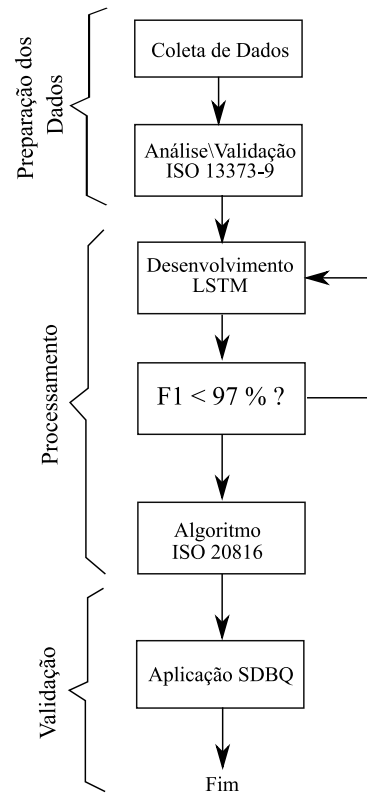 Preparação dos
Dados
Coleta de Dados
Análise\Validação
ISO 13373-9
Processamento
Desenvolvimento
LSTM
F1 < 97 % ?
Algoritmo
ISO 20816
Validação
Aplicação SDBQ
Fim